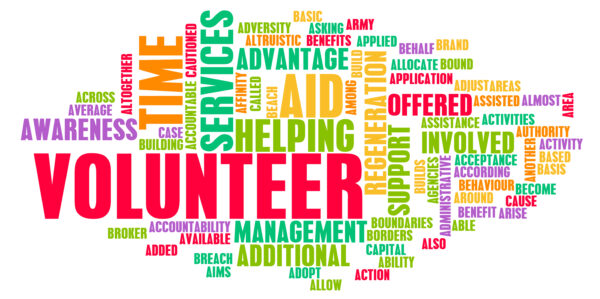 BASIC
ADVERSITY
ASKING
ARMY
ALTRUISTIC
BENEFITS
APPLIED
BEHALF
BRAND
ADVANTAGE
ALLOCATE
BOUND
CAUTIONED
SERVICES
TIME
ALTOGETHER
ACCOUNTABLE
AFFINITY
CALLED
BEACH
AID
AMONG
BUILD
REGENERATION
APPLICATION
ADJUST
AREAS
ACROSS
AVERAGE
OFFERED
ASSISTED
ALMOST
AREA
AWARENESS
CASE
BUILDING
HELPING
SUPPORT
ASSISTANCE
ACTIVITIES
INVOLVED
AUTHORITY
ANOTHER
ACTIVITY
BASED
BASIS
VOLUNTEER
BUILDS
AGENCIES
ADMINISTRATIVE
ACCEPTANCE
ACCORDING
BEHAVIOUR
BECOME
AROUND
CAUSE
BENEFIT
ARISE
ABLE
BROKER
ACCOUNTABILITY
MANAGEMENT
BOUNDARIES
AVAILABLE
BORDERS
ALSO
ADDED
ADDITIONAL
CAPITAL
BREACH
ABILITY
AIMS
ADOPT
ACTION
ALLOW